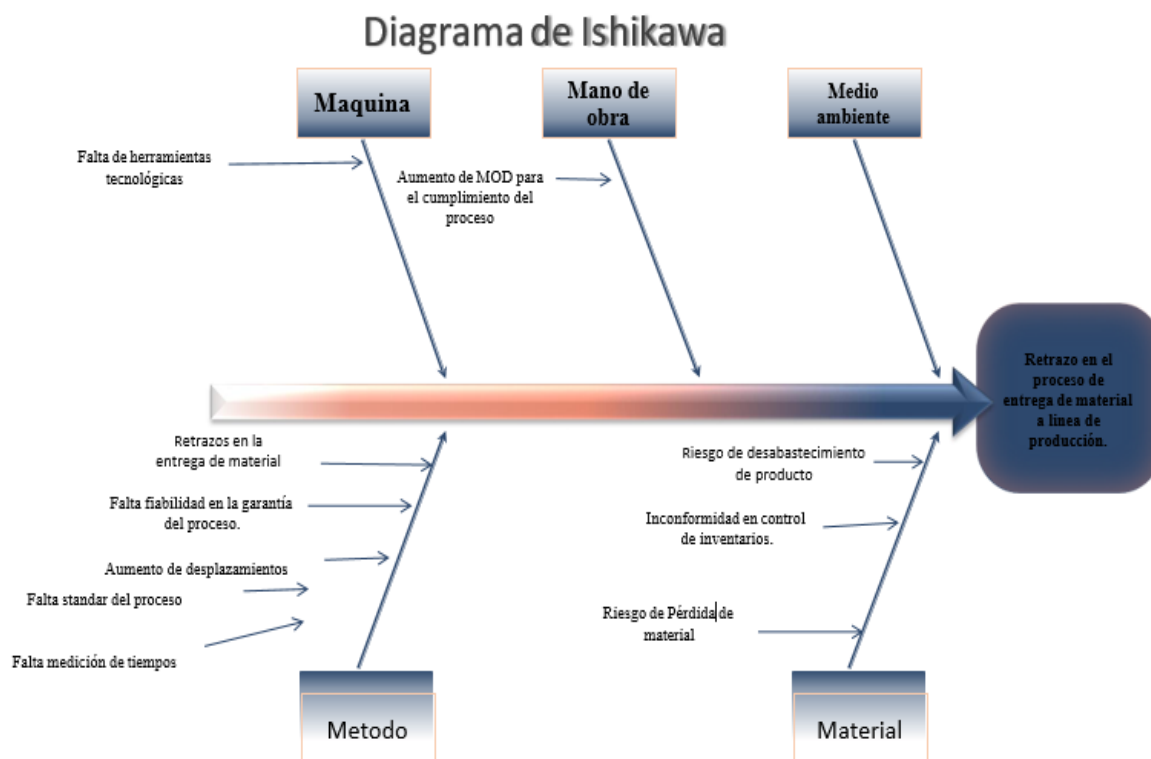 Diagrama de Ishikawa
Maquina
Mano de
obra
Medio
ambiente
Falta de herramientas
tecnológicas
Aumento de MOD para
el cumplimiento del
proceso
Retrazo en el
proceso de
entrega de material
a linea de
producción.
Retrazos en la
entrega de material
Falta fiabilidad en la garantía
del proceso.
Aumento de desplazamientos
Falta standar del proceso
Falta medición de tiempos
Riesgo de desabastecimiento
de producto
Inconformidad en control
de inventarios.
Riesgo de Pérdida de
material
Metodo
Material